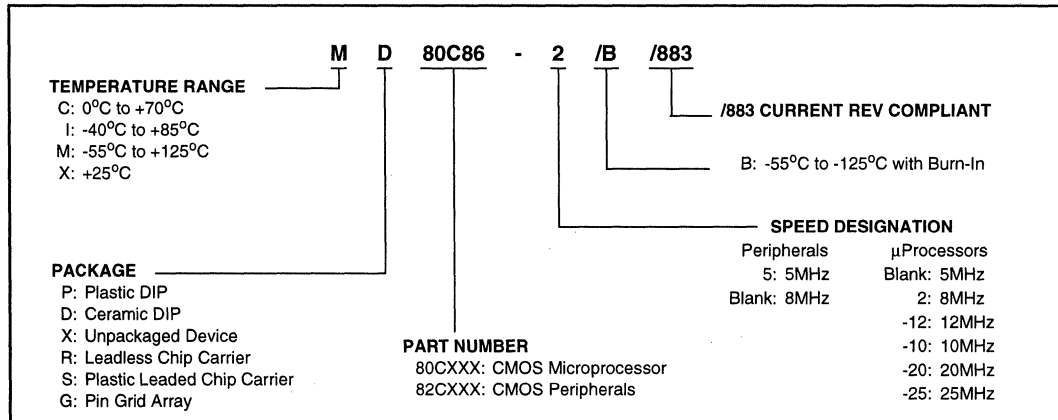 M D 80C86 - 2 /B /883
TEMPERATURE RANGE
C: 0°C to +70°C
I: -40°C to +85°C
M: -55°C to +125°C
X: +25°C
/883 CURRENT REV COMPLIANT
B: -55°C to -125°C with Burn-In
PACKAGE
P: Plastic DIP
D: Ceramic DIP
X: Unpackaged Device
R: Leadless Chip Carrier
S: Plastic Leaded Chip Carrier
G: Pin Grid Array
PART NUMBER
80CXXX: CMOS Microprocessor
82CXXX: CMOS Peripherals
SPEED DESIGNATION
Peripherals
5: 5MHz
Blank: 8MHz
µProcessors
Blank: 5MHz
2: 8MHz
-12: 12MHz
-10: 10MHz
-20: 20MHz
-25: 25MHz